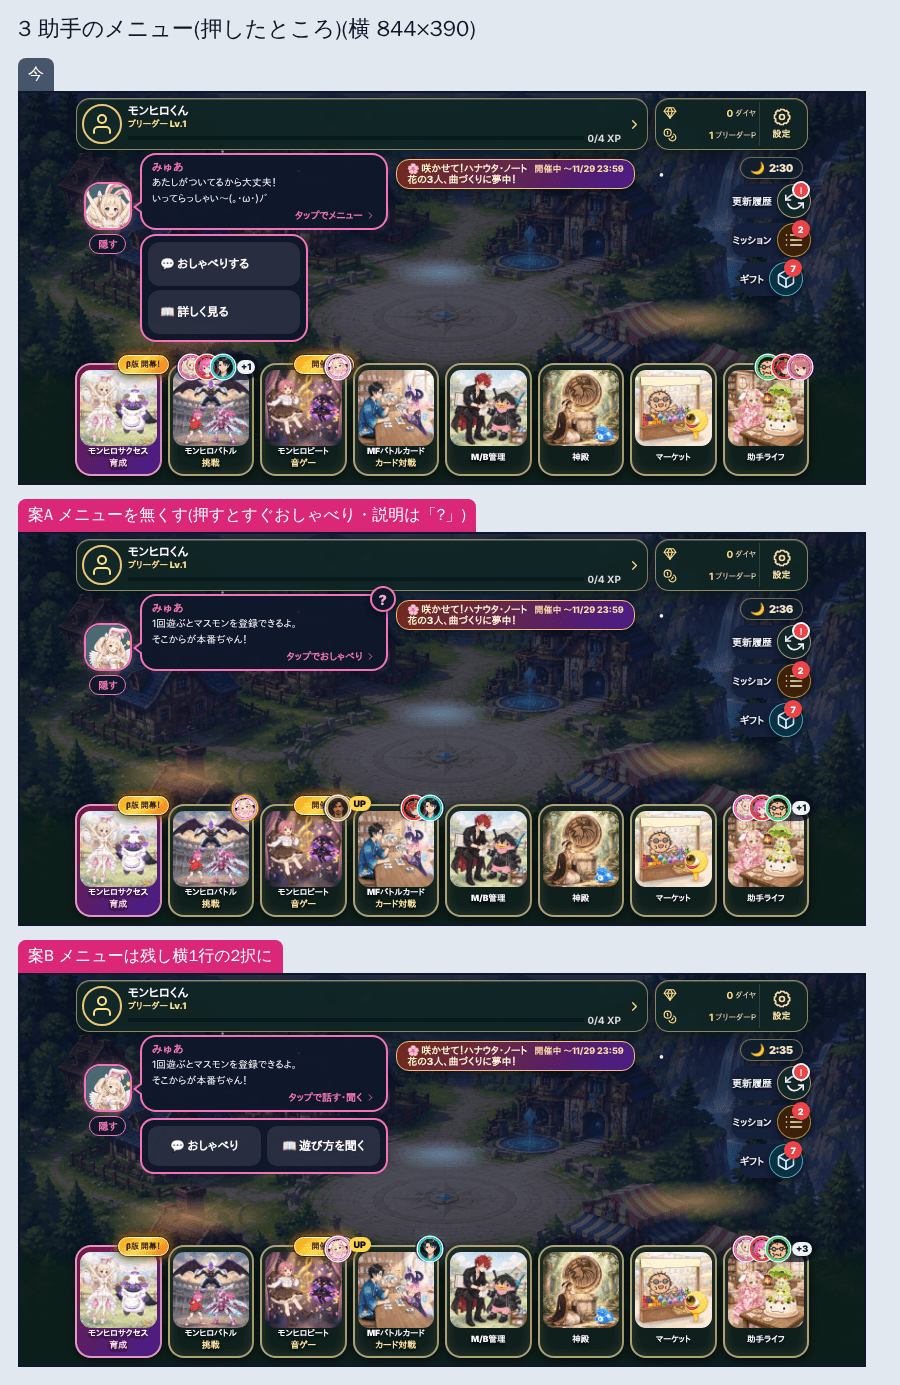 3 助手のメニュー(押したところ)(横 844×390)
今
モンヒロくん
ブリーダー Lv.1
0/4 XP
0 ダイヤ
1 ブリーダーP
設定
みゅあ
あたしがついてるから大丈夫!
いってらっしゃい〜(｡･ω･)ﾉﾞ
タップでメニュー 〉
隠す
🌸 咲かせて!ハナウタ・ノート 開催中 〜11/29 23:59
花の3人、曲づくりに夢中!
🌙 2:30
更新履歴
!
ミッション
2
ギフト
7
💬 おしゃべりする
📖 詳しく見る
β版 開幕!
+1
開催
モンヒロサクセス
育成
モンヒロバトル
挑戦
モンヒロビート
音ゲー
MFバトルカード
カード対戦
M/B管理
神殿
マーケット
助手ライフ
案A メニューを無くす(押すとすぐおしゃべり・説明は「?」)
モンヒロくん
ブリーダー Lv.1
0/4 XP
0 ダイヤ
1 ブリーダーP
設定
みゅあ
?
1回遊ぶとマスモンを登録できるよ。
そこからが本番ぢゃん!
タップでおしゃべり 〉
隠す
🌸 咲かせて!ハナウタ・ノート 開催中 〜11/29 23:59
花の3人、曲づくりに夢中!
🌙 2:36
更新履歴
!
ミッション
2
ギフト
7
β版 開幕!
開催
UP
+1
モンヒロサクセス
育成
モンヒロバトル
挑戦
モンヒロビート
音ゲー
MFバトルカード
カード対戦
M/B管理
神殿
マーケット
助手ライフ
案B メニューは残し横1行の2択に
モンヒロくん
ブリーダー Lv.1
0/4 XP
0 ダイヤ
1 ブリーダーP
設定
みゅあ
1回遊ぶとマスモンを登録できるよ。
そこからが本番ぢゃん!
タップで話す・聞く 〉
隠す
🌸 咲かせて!ハナウタ・ノート 開催中 〜11/29 23:59
花の3人、曲づくりに夢中!
🌙 2:35
更新履歴
!
ミッション
2
ギフト
7
💬 おしゃべり
📖 遊び方を聞く
β版 開幕!
開催
UP
+3
モンヒロサクセス
育成
モンヒロバトル
挑戦
モンヒロビート
音ゲー
MFバトルカード
カード対戦
M/B管理
神殿
マーケット
助手ライフ